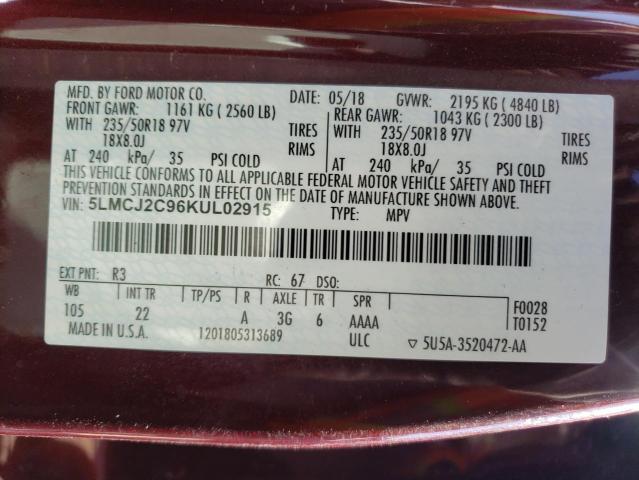 MFD. BY FORD MOTOR CO. DATE: 05/18 GVWR: 2195 KG ( 4840 LB)
FRONT GAWR: 1161 KG ( 2560 LB) REAR GAWR: 1043 KG ( 2300 LB)
WITH 235/50R18 97V TIRES WITH 235/50R18 97V TIRES
18X8.0J RIMS 18X8.0J RIMS
AT 240 kPa/ 35 PSI COLD AT 240 kPa/ 35 PSI COLD
THIS VEHICLE CONFORMS TO ALL APPLICABLE FEDERAL MOTOR VEHICLE SAFETY AND THEFT
PREVENTION STANDARDS IN EFFECT ON THE DATE OF MANUFACTURE SHOWN ABOVE.
VIN: 5LMCJ2C96KUL02915 TYPE: MPV
EXT PNT: R3 RC: 67 DSO:
WB INT TR TP/PS R AXLE TR SPR F0028
105 22 A 3G 6 AAAA T0152
MADE IN U.S.A. 1201805313689 ULC ▽ 5U5A-3520472-AA